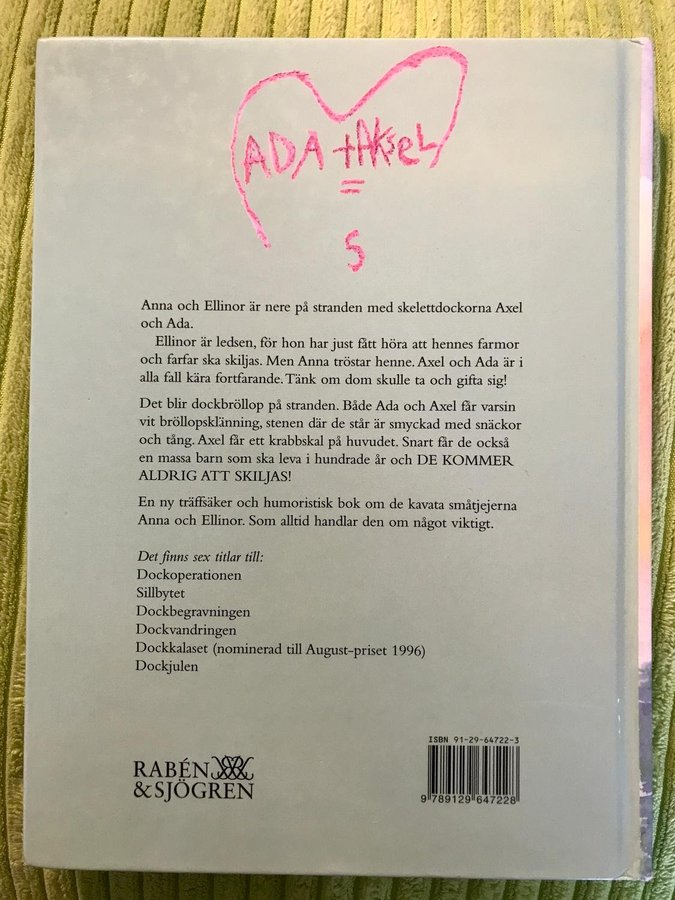 ADA + AKSEL
=
S
Anna och Ellinor är nere på stranden med skelettdockorna Axel
och Ada.
Ellinor är ledsen, för hon har just fått höra att hennes farmor
och farfar ska skiljas. Men Anna tröstar henne. Axel och Ada är i
alla fall kära fortfarande. Tänk om dom skulle ta och gifta sig!
Det blir dockbröllop på stranden. Både Ada och Axel får varsin
vit bröllopsklänning, stenen där de står är smyckad med snäckor
och tång. Axel får ett krabbskal på huvudet. Snart får de också
en massa barn som ska leva i hundrade år och DE KOMMER
ALDRIG ATT SKILJAS!
En ny träffsäker och humoristisk bok om de kavata småtjejerna
Anna och Ellinor. Som alltid handlar den om något viktigt.
Det finns sex titlar till:
Dockoperationen
Sillbytet
Dockbegravningen
Dockvandringen
Dockkalaset (nominerad till August-priset 1996)
Dockjulen
RABÉN
& SJÖGREN
ISBN 91-29-64722-3
9 789129 647228